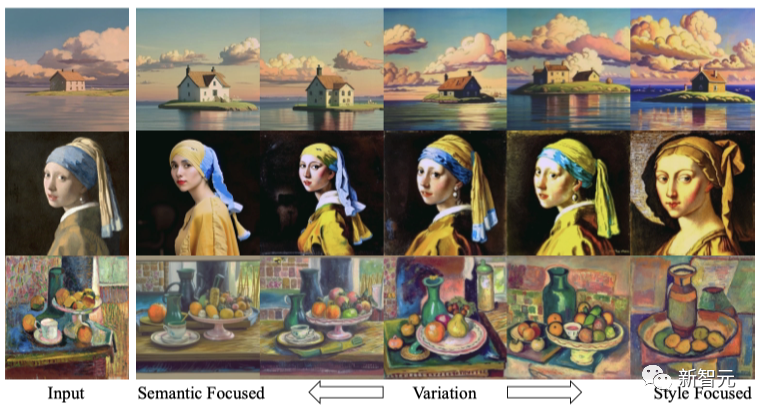 新智元
Input
Semantic Focused
Variation
Style Focused